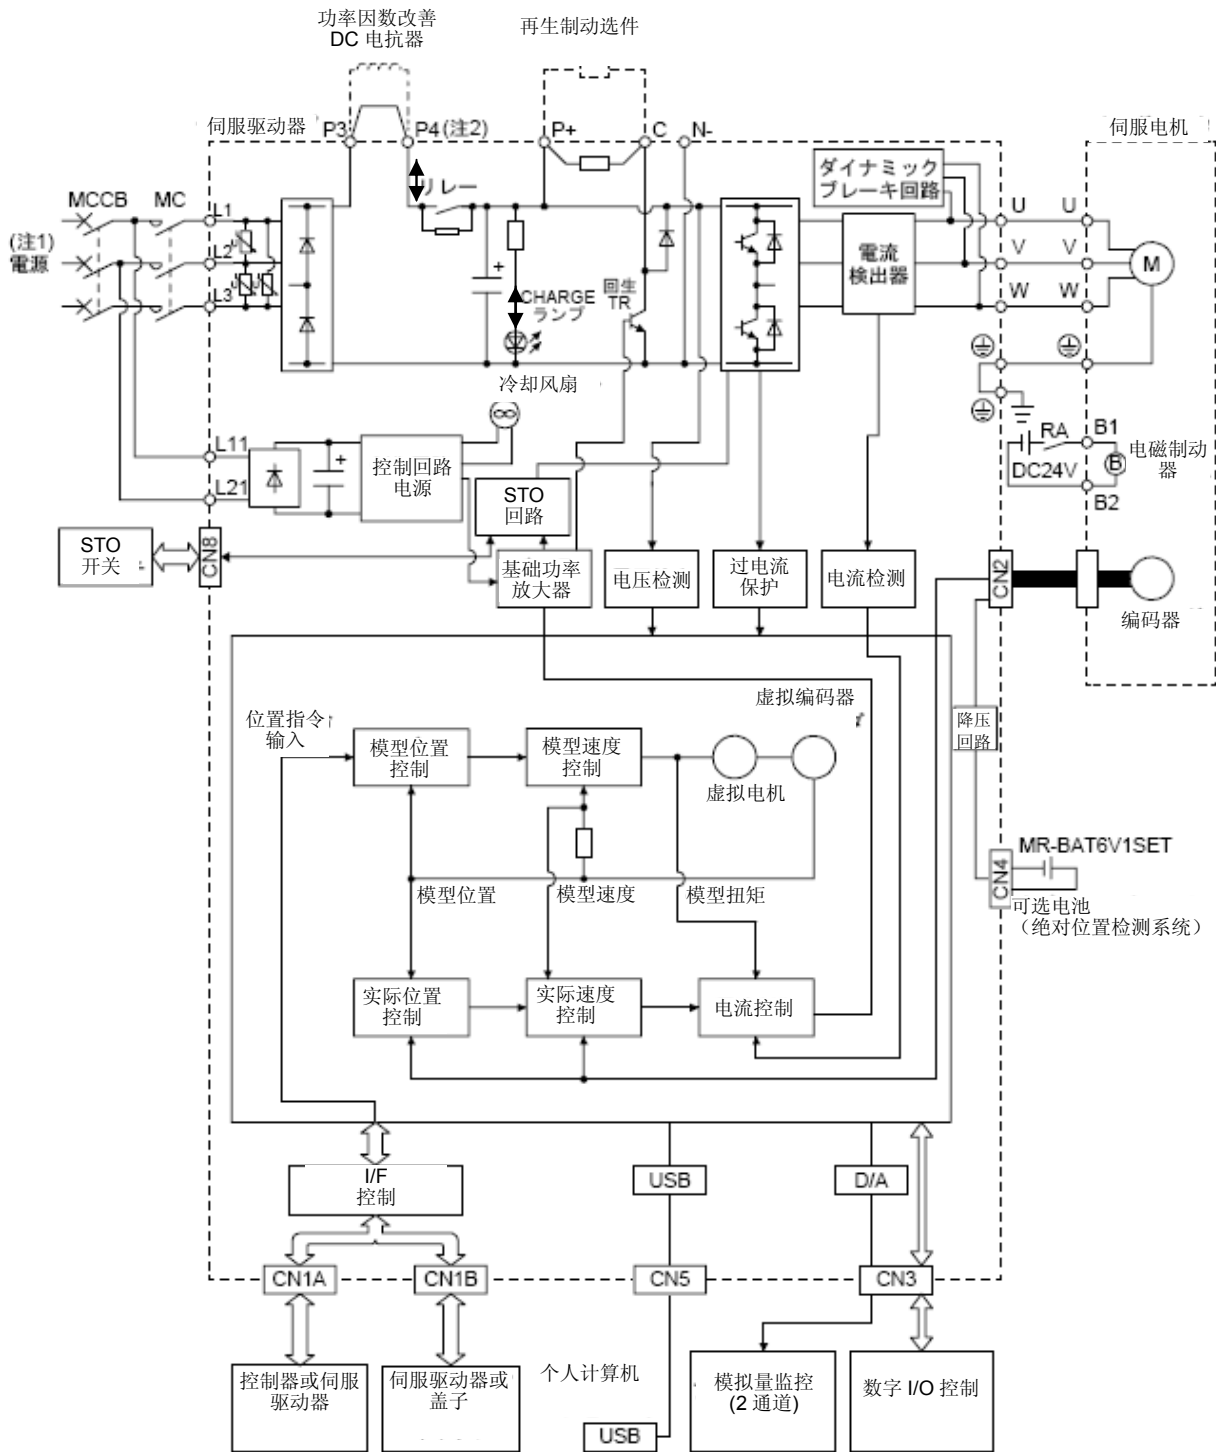 功率因数改善
DC 电抗器
再生制动选件
伺服驱动器
P3
P4 (注2)
P+
C
N-
伺服电机
ダイナミック
ブレーキ回路
リレー
MCCB
MC
L1
U
U
(注1)
電源
L2
電流
検出器
V
V
M
L3
CHARGE
ランプ
回生
TR
W
W
冷却风扇
L11
控制回路
电源
RA
B1
电磁制动
器
B
DC24V
L21
STO
回路
B2
STO
开关
CN8
基础功率
放大器
电压检测
过电流
保护
电流检测
CN2
编码器
虚拟编码器
位置指令
输入
模型位置
控制
模型速度
控制
降压
回路
虚拟电机
MR-BAT6V1SET
CN4
模型位置
模型速度
模型扭矩
可选电池
（绝对位置检测系统）
实际位置
控制
实际速度
控制
电流控制
I/F
控制
USB
D/A
CN1A
CN1B
CN5
CN3
控制器或伺服
驱动器
伺服驱动器或
盖子
个人计算机
模拟量监控
(2 通道)
数字 I/O 控制
USB